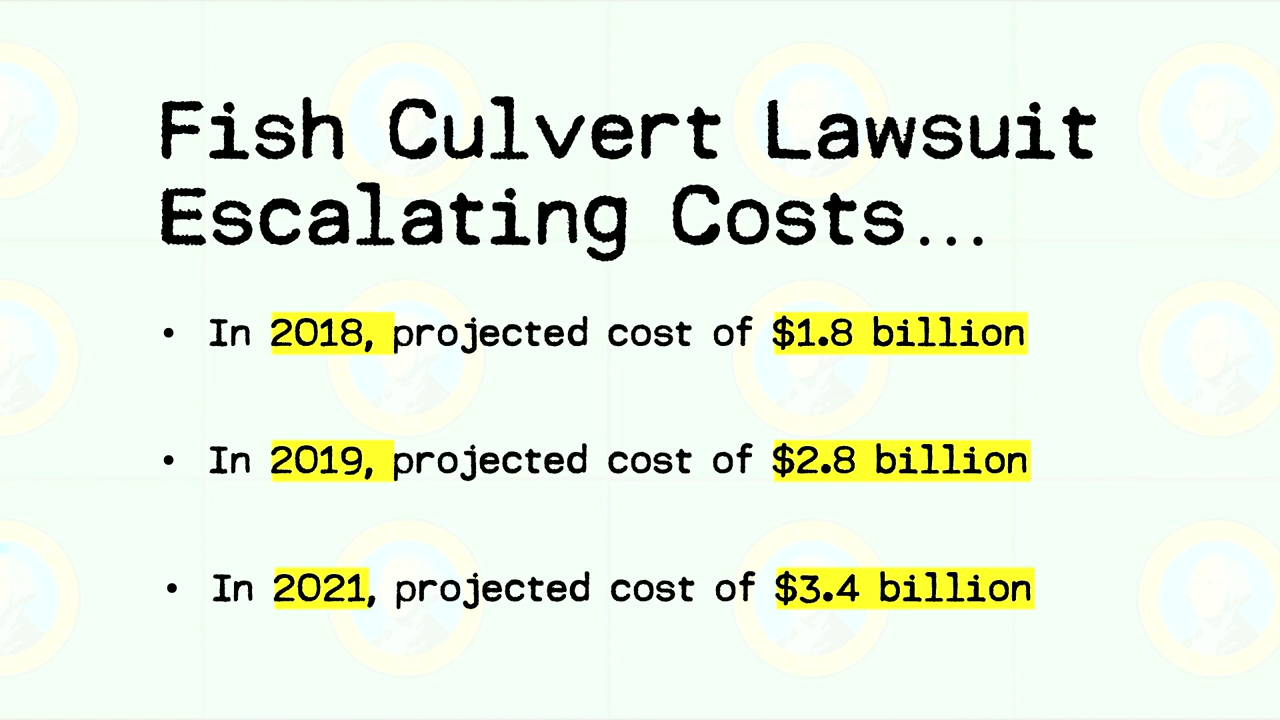 Fish Culvert Lawsuit
Escalating Costs...
• In 2018, projected cost of $1.8 billion
• In 2019, projected cost of $2.8 billion
• In 2021, projected cost of $3.4 billion